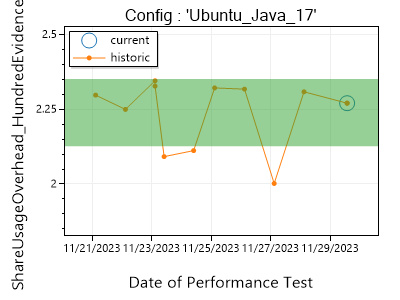 Config : 'Ubuntu_Java_17'
current
historic
ShareUsageOverhead_HundredEvidence
2.5
2.25
2
11/21/2023
11/23/2023
11/25/2023
11/27/2023
11/29/2023
Date of Performance Test